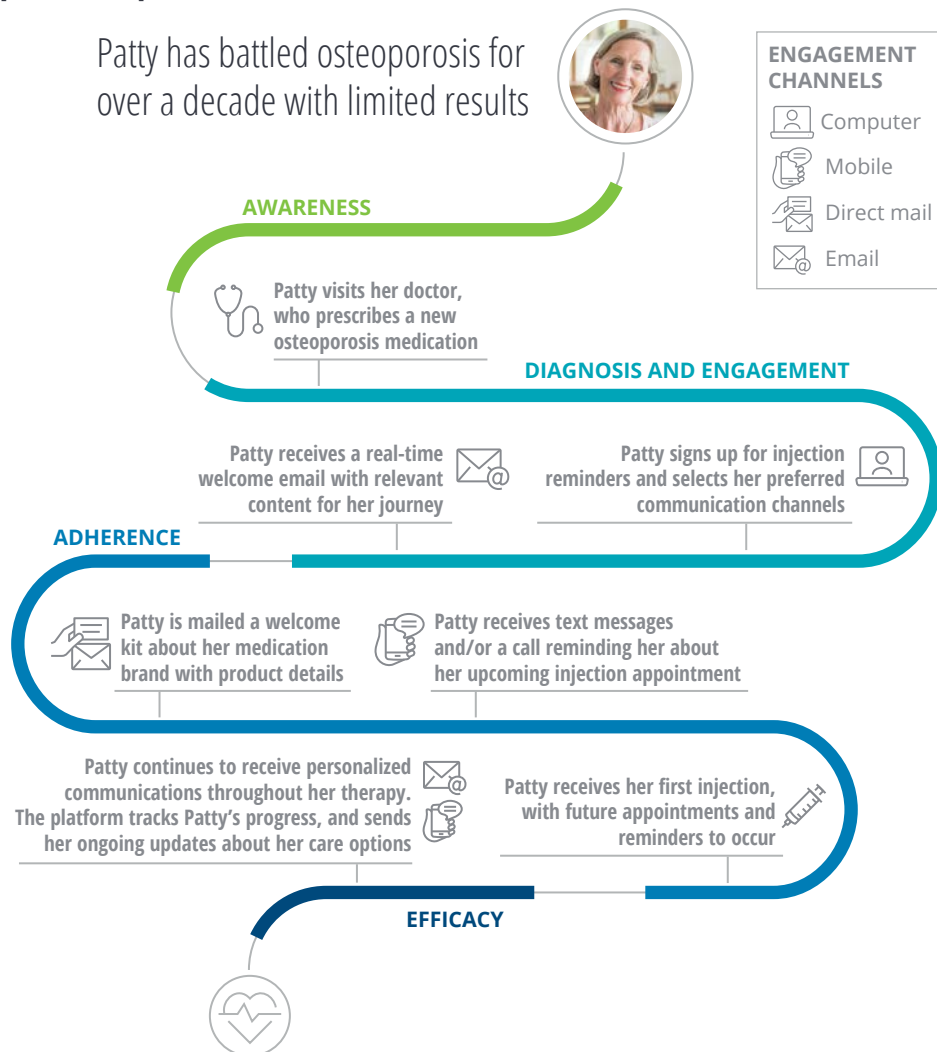 Patty has battled osteoporosis for
over a decade with limited results
ENGAGEMENT
CHANNELS
Computer
Mobile
Direct mail
Email
AWARENESS
Patty visits her doctor,
who prescribes a new
osteoporosis medication
DIAGNOSIS AND ENGAGEMENT
Patty signs up for injection
reminders and selects her preferred
communication channels
Patty receives a real-time
welcome email with relevant
content for her journey
ADHERENCE
Patty is mailed a welcome
kit about her medication
brand with product details
Patty receives text messages
and/or a call reminding her about
her upcoming injection appointment
Patty receives her first injection,
with future appointments and
reminders to occur
Patty continues to receive personalized
communications throughout her therapy.
The platform tracks Patty's progress, and sends
her ongoing updates about her care options
EFFICACY